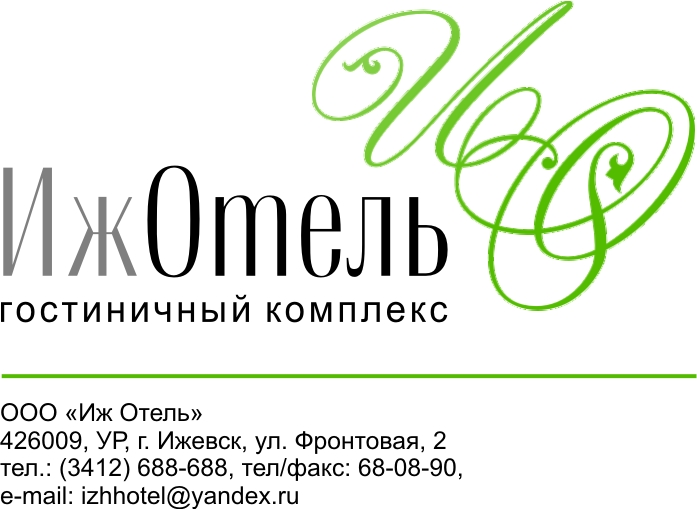 ИжОтель
гостиничный комплекс
ООО «Иж Отель»
426009, УР, г. Ижевск, ул. Фронтовая, 2
тел.: (3412) 688-688, тел/факс: 68-08-90,
e-mail: izhhotel@yandex.ru